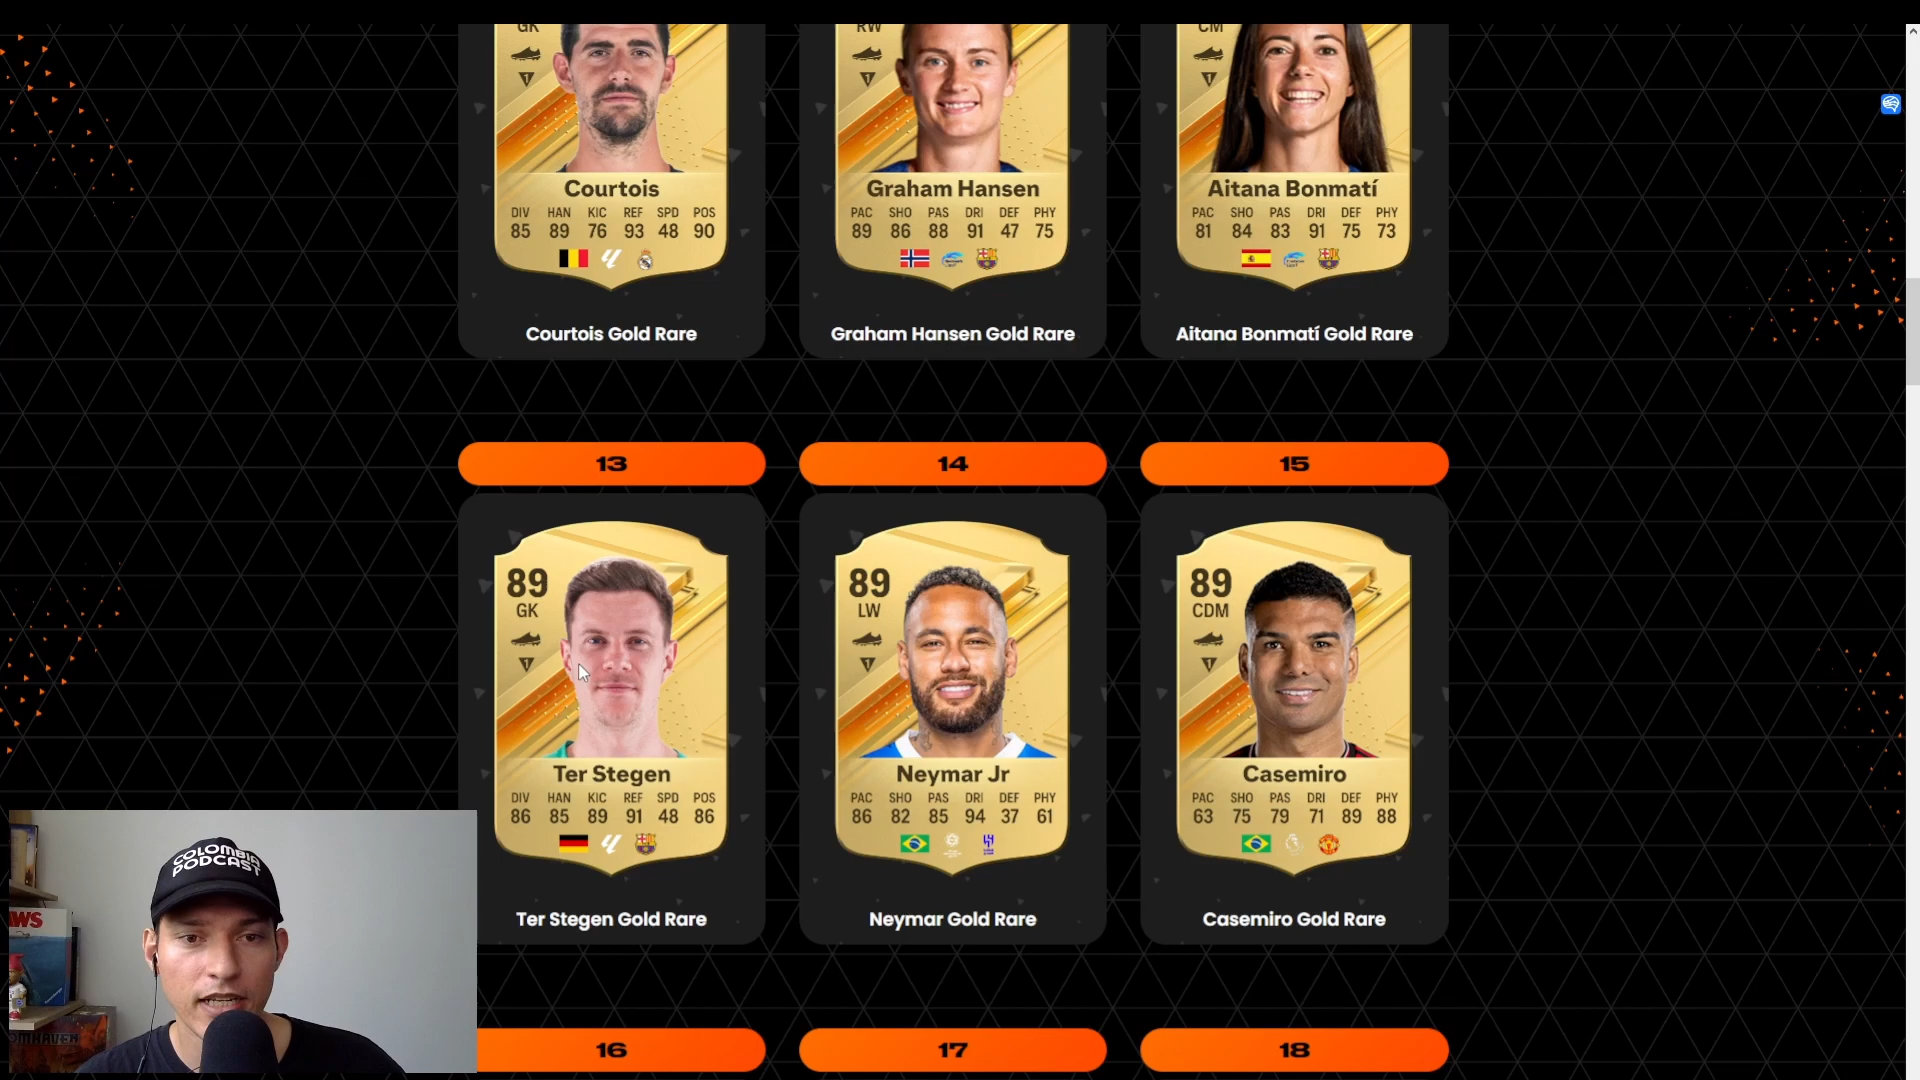 GK
RW
CM
Courtois
DIV HAN KIC REF SPD POS
85 89 76 93 48 90
Graham Hansen
PAC SHO PAS DRI DEF PHY
89 86 88 91 47 75
Aitana Bonmatí
PAC SHO PAS DRI DEF PHY
81 84 83 91 75 73
Courtois Gold Rare
Graham Hansen Gold Rare
Aitana Bonmatí Gold Rare
13
14
15
89
GK
Ter Stegen
DIV HAN KIC REF SPD POS
86 85 89 91 48 86
89
LW
Neymar Jr
PAC SHO PAS DRI DEF PHY
86 82 85 94 37 61
89
CDM
Casemiro
PAC SHO PAS DRI DEF PHY
63 75 79 71 89 88
Ter Stegen Gold Rare
Neymar Gold Rare
Casemiro Gold Rare
16
17
18
COLOMBIA
PODCAST